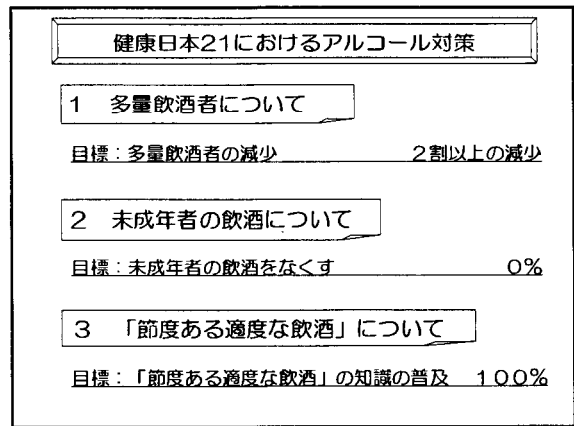 健康日本21におけるアルコール対策
1 多量飲酒者について
目標：多量飲酒者の減少 2割以上の減少
2 未成年者の飲酒について
目標：未成年者の飲酒をなくす 0%
3 「節度ある適度な飲酒」について
目標：「節度ある適度な飲酒」の知識の普及 100%